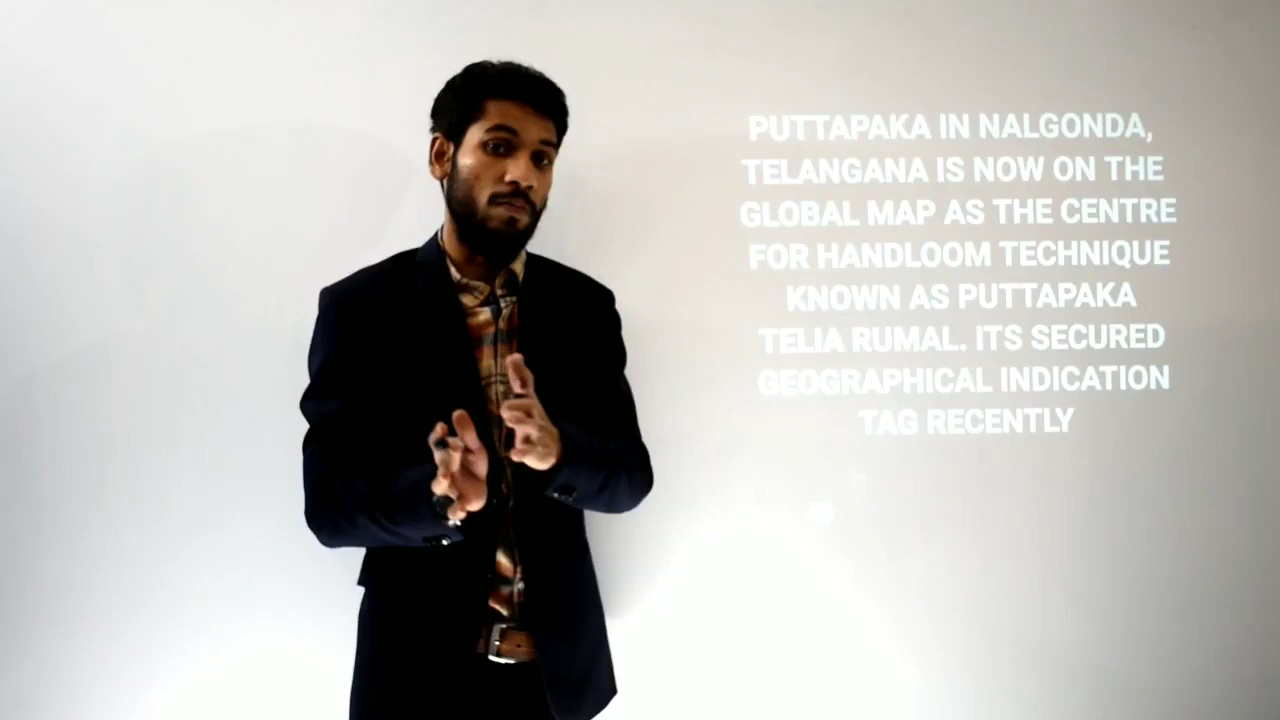 PUTTAPAKA IN NALGONDA,
TELANGANA IS NOW ON THE
GLOBAL MAP AS THE CENTRE
FOR HANDLOOM TECHNIQUE
KNOWN AS PUTTAPAKA
TELIA RUMAL. ITS SECURED
GEOGRAPHICAL INDICATION
TAG RECENTLY